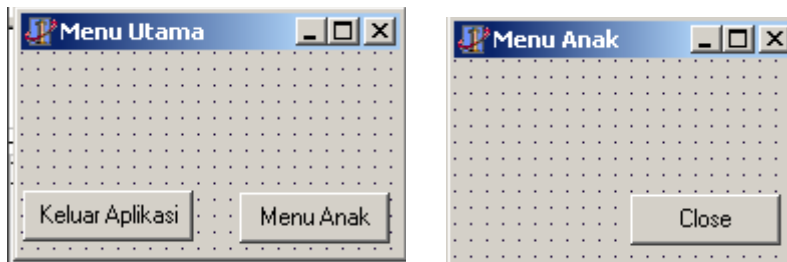 Menu Utama
Keluar Aplikasi
Menu Anak
Menu Anak
Close